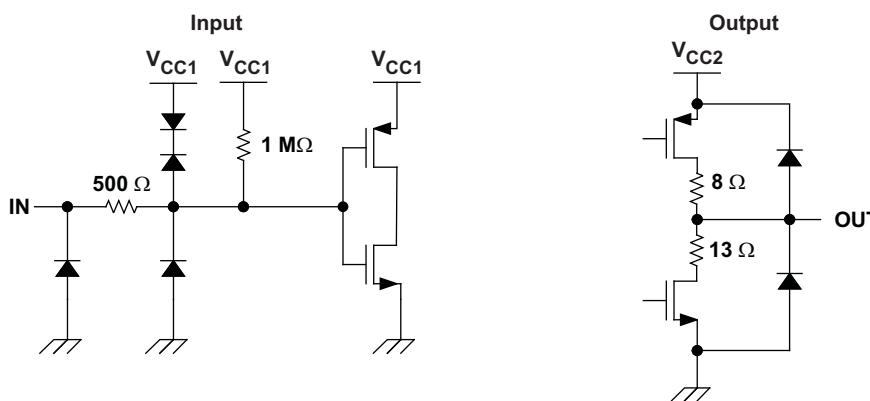 Input
Output
VCC1
VCC1
VCC1
VCC2
1 MΩ
500 Ω
IN
8 Ω
OUT
13 Ω